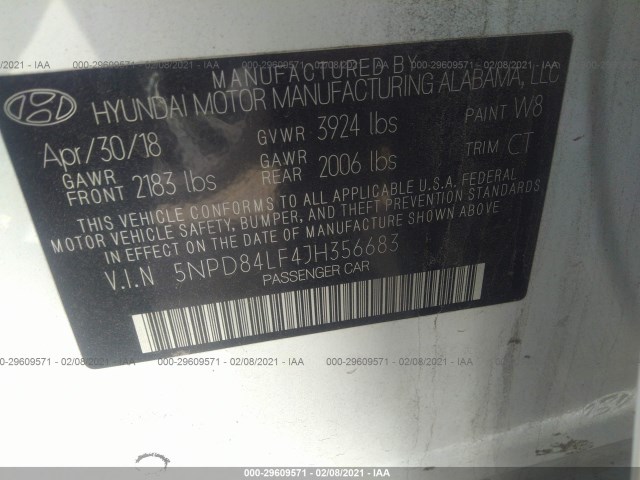 000-29609571 - 02/08/2021 - IAA
MANUFACTURED BY
HYUNDAI MOTOR MANUFACTURING ALABAMA, LLC
Apr/30/18
GVWR 3924 lbs
PAINT W8
GAWR FRONT 2183 lbs
GAWR REAR 2006 lbs
TRIM CT
THIS VEHICLE CONFORMS TO ALL APPLICABLE U.S.A. FEDERAL
MOTOR VEHICLE SAFETY, BUMPER, AND THEFT PREVENTION STANDARDS
IN EFFECT ON THE DATE OF MANUFACTURE SHOWN ABOVE.
V.I.N 5NPD84LF4JH356683
PASSENGER CAR
02/08/2021 - IAA
000-29609571 - 02/08/2021 - IAA
000-29609571 - 02/08/2021 - IAA
000-29609571 - 02/08/2021 - IAA
000-29609571 - 02/08/2021 - IAA